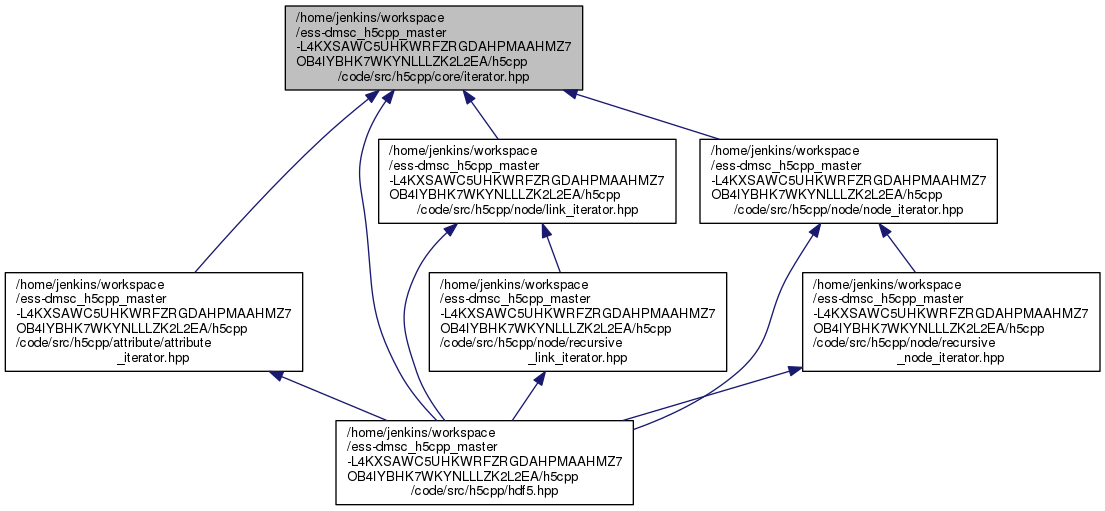 /home/jenkins/workspace
/ess-dmsc_h5cpp_master
-L4KXSAWC5UHKWRFZRGDAHPMAAHMZ7
OB4IYBHK7WKYNLLLZK2L2EA/h5cpp
/code/src/h5cpp/core/iterator.hpp
/home/jenkins/workspace
/ess-dmsc_h5cpp_master
-L4KXSAWC5UHKWRFZRGDAHPMAAHMZ7
OB4IYBHK7WKYNLLLZK2L2EA/h5cpp
/code/src/h5cpp/node/link_iterator.hpp
/home/jenkins/workspace
/ess-dmsc_h5cpp_master
-L4KXSAWC5UHKWRFZRGDAHPMAAHMZ7
OB4IYBHK7WKYNLLLZK2L2EA/h5cpp
/code/src/h5cpp/node/node_iterator.hpp
/home/jenkins/workspace
/ess-dmsc_h5cpp_master
-L4KXSAWC5UHKWRFZRGDAHPMAAHMZ7
OB4IYBHK7WKYNLLLZK2L2EA/h5cpp
/code/src/h5cpp/attribute/attribute
_iterator.hpp
/home/jenkins/workspace
/ess-dmsc_h5cpp_master
-L4KXSAWC5UHKWRFZRGDAHPMAAHMZ7
OB4IYBHK7WKYNLLLZK2L2EA/h5cpp
/code/src/h5cpp/node/recursive
_link_iterator.hpp
/home/jenkins/workspace
/ess-dmsc_h5cpp_master
-L4KXSAWC5UHKWRFZRGDAHPMAAHMZ7
OB4IYBHK7WKYNLLLZK2L2EA/h5cpp
/code/src/h5cpp/node/recursive
_node_iterator.hpp
/home/jenkins/workspace
/ess-dmsc_h5cpp_master
-L4KXSAWC5UHKWRFZRGDAHPMAAHMZ7
OB4IYBHK7WKYNLLLZK2L2EA/h5cpp
/code/src/h5cpp/hdf5.hpp